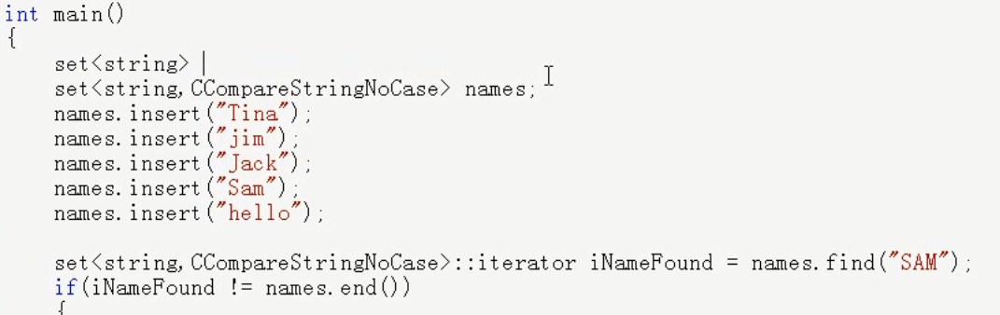 int main()
{
    set<string>
    set<string,CCompareStringNoCase> names;
    names.insert("Tina");
    names.insert("jim");
    names.insert("Jack");
    names.insert("Sam");
    names.insert("hello");
    set<string,CCompareStringNoCase>::iterator iNameFound = names.find("SAM");
    if(iNameFound != names.end())
    {